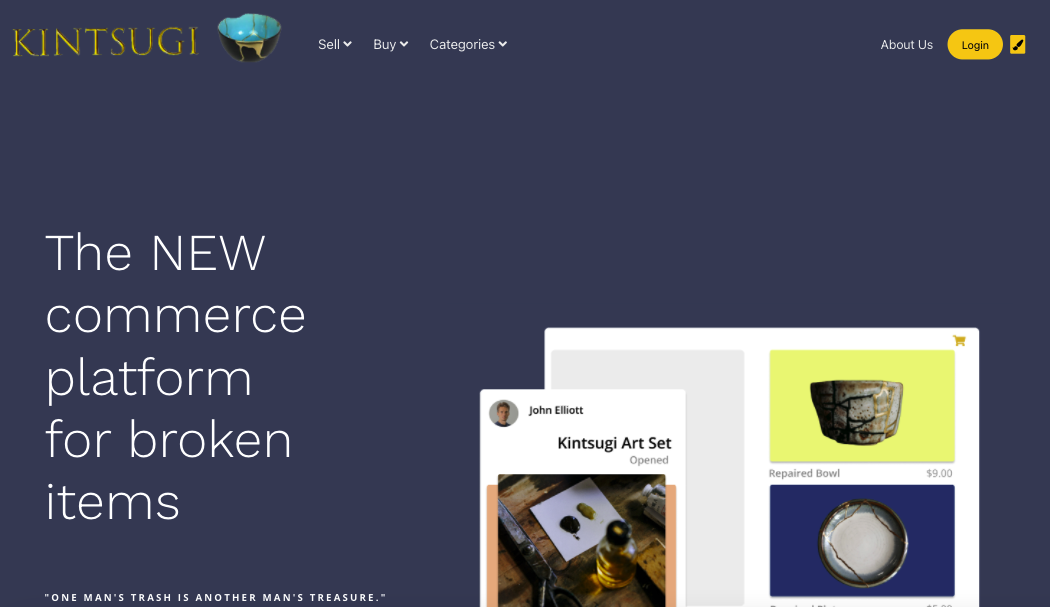 KINTSUGI
Sell
Buy
Categories
About Us
Login
The NEW
commerce
platform
for broken
items
"ONE MAN'S TRASH IS ANOTHER MAN'S TREASURE."
John Elliott
Kintsugi Art Set
Opened
Repaired Bowl $9.00